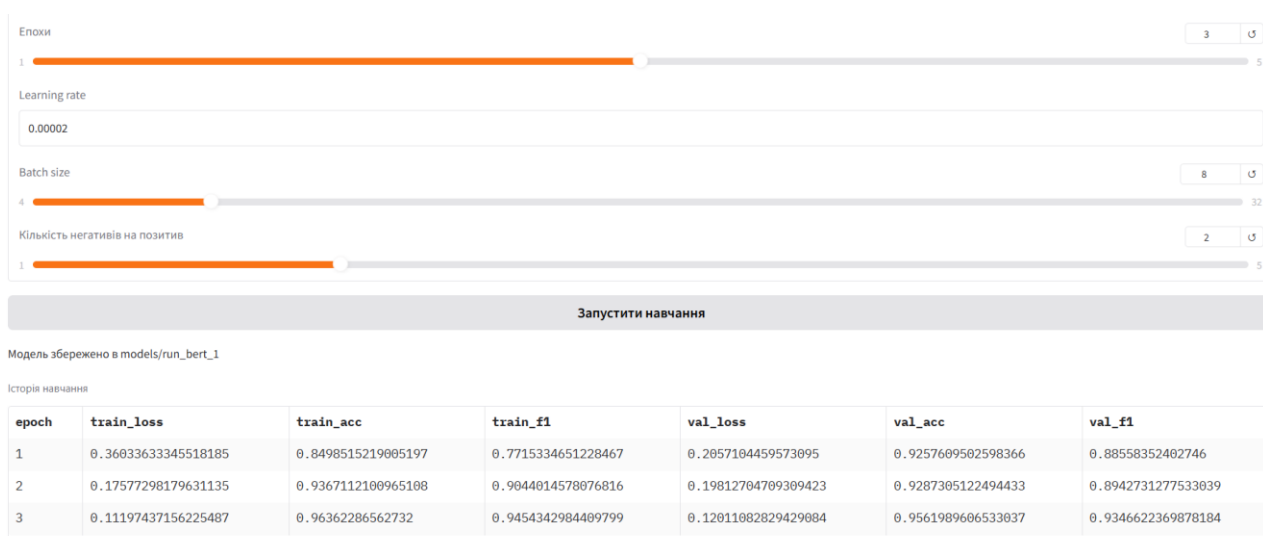 Епохи 3 ↺
1 5
Learning rate
0.00002
Batch size 8 ↺
4 32
Кількість негативів на позитив 2 ↺
1 5
Запустити навчання
Модель збережено в models/run_bert_1
Історія навчання
epoch train_loss train_acc train_f1 val_loss val_acc val_f1
1 0.36033633345518185 0.8498515219005197 0.7715334651228467 0.2057104459573095 0.9257609502598366 0.88558352402746
2 0.17577298179631135 0.9367112100965108 0.9044014578076816 0.19812704709309423 0.9287305122494433 0.8942731277533039
3 0.11197437156225487 0.96362286562732 0.9454342984409799 0.12011082829429084 0.9561989606533037 0.9346622369878184